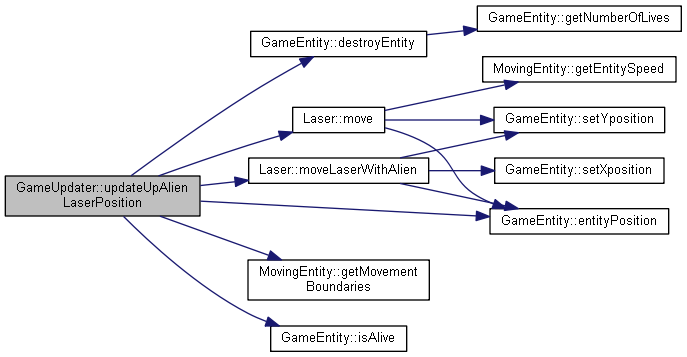 GameUpdater::updateUpAlien
LaserPosition
GameEntity::destroyEntity
Laser::move
Laser::moveLaserWithAlien
MovingEntity::getMovement
Boundaries
GameEntity::isAlive
GameEntity::getNumberOfLives
MovingEntity::getEntitySpeed
GameEntity::setYposition
GameEntity::setXposition
GameEntity::entityPosition